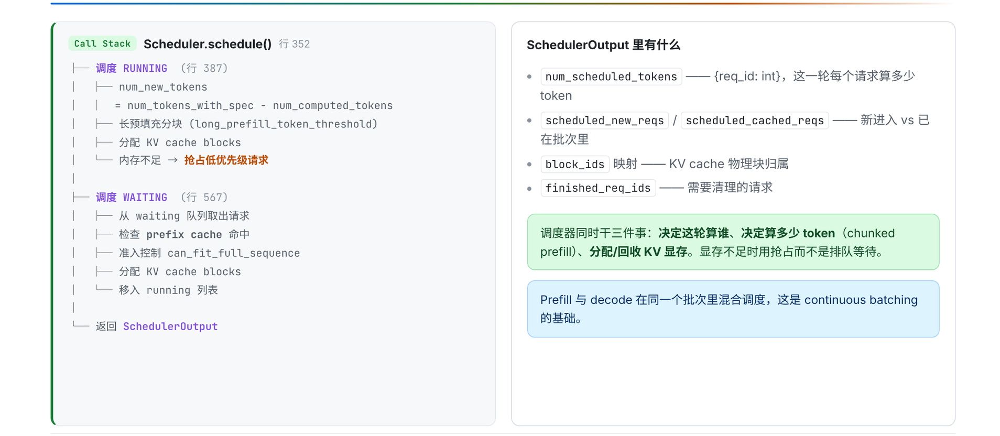 Call Stack Scheduler.schedule() 行 352
├── 调度 RUNNING (行 387)
│ ├── num_new_tokens
│ │ = num_tokens_with_spec - num_computed_tokens
│ ├── 长预填充分块 (long_prefill_token_threshold)
│ ├── 分配 KV cache blocks
│ └── 内存不足 → 抢占低优先级请求
│
├── 调度 WAITING (行 567)
│ ├── 从 waiting 队列取出请求
│ ├── 检查 prefix cache 命中
│ ├── 准入控制 can_fit_full_sequence
│ ├── 分配 KV cache blocks
│ └── 移入 running 列表
│
└── 返回 SchedulerOutput
SchedulerOutput 里有什么
• num_scheduled_tokens —— {req_id: int}，这一轮每个请求算多少
token
• scheduled_new_reqs / scheduled_cached_reqs —— 新进入 vs 已
在批次里
• block_ids 映射 —— KV cache 物理块归属
• finished_req_ids —— 需要清理的请求
调度器同时干三件事：决定这轮算谁、决定算多少 token（chunked
prefill）、分配/回收 KV 显存。显存不足时用抢占而不是排队等待。
Prefill 与 decode 在同一个批次里混合调度，这是 continuous batching
的基础。